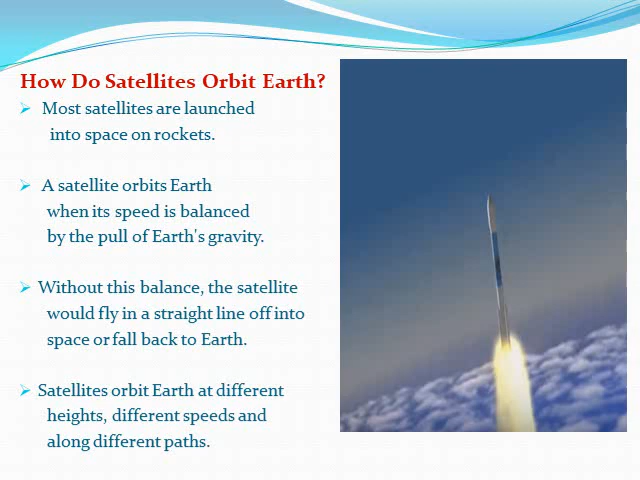 How Do Satellites Orbit Earth?
Most satellites are launched
into space on rockets.
A satellite orbits Earth
when its speed is balanced
by the pull of Earth's gravity.
Without this balance, the satellite
would fly in a straight line off into
space or fall back to Earth.
Satellites orbit Earth at different
heights, different speeds and
along different paths.